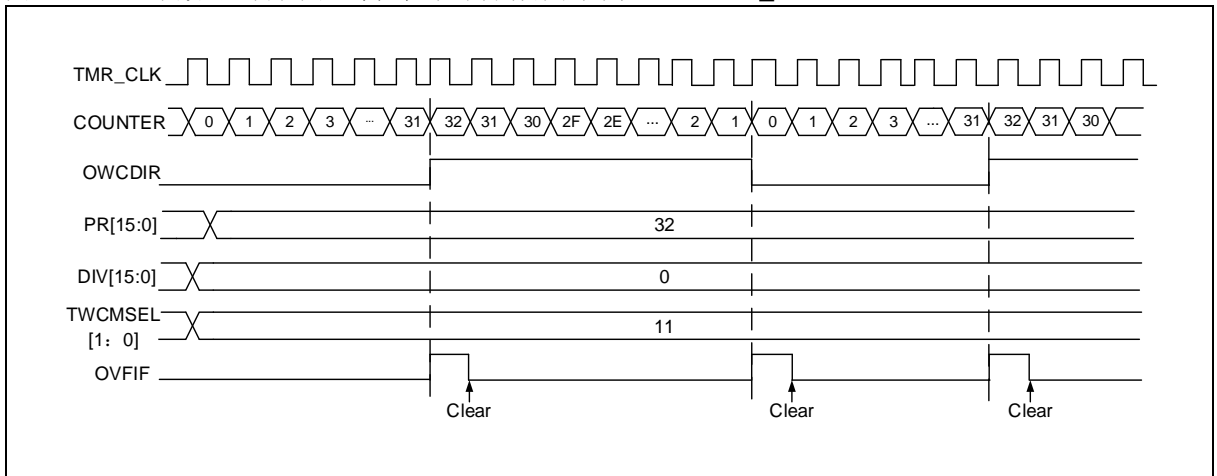 TMR_CLK
COUNTER 0 1 2 3 ... 31 32 31 30 2F 2E ... 2 1 0 1 2 3 ... 31 32 31 30
OWCDIR
PR[15:0] 32
DIV[15:0] 0
TWCMSEL
[1：0] 11
OVFIF
Clear Clear Clear